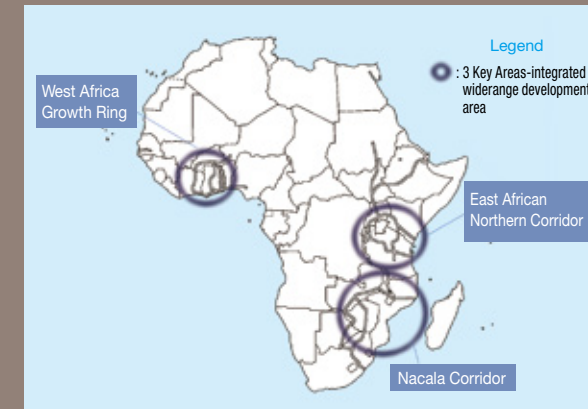 Legend
: 3 Key Areas-integrated
widerange development
area
West Africa
Growth Ring
East African
Northern Corridor
Nacala Corridor